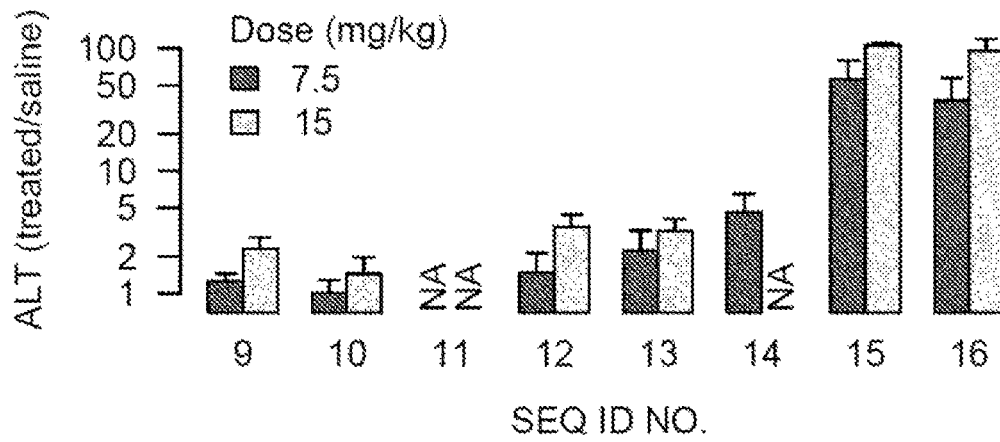 Dose (mg/kg)
7.5
15
ALT (treated/saline)
100
50
20
10
5
2
1
NA NA
NA
9 10 11 12 13 14 15 16
SEQ ID NO.